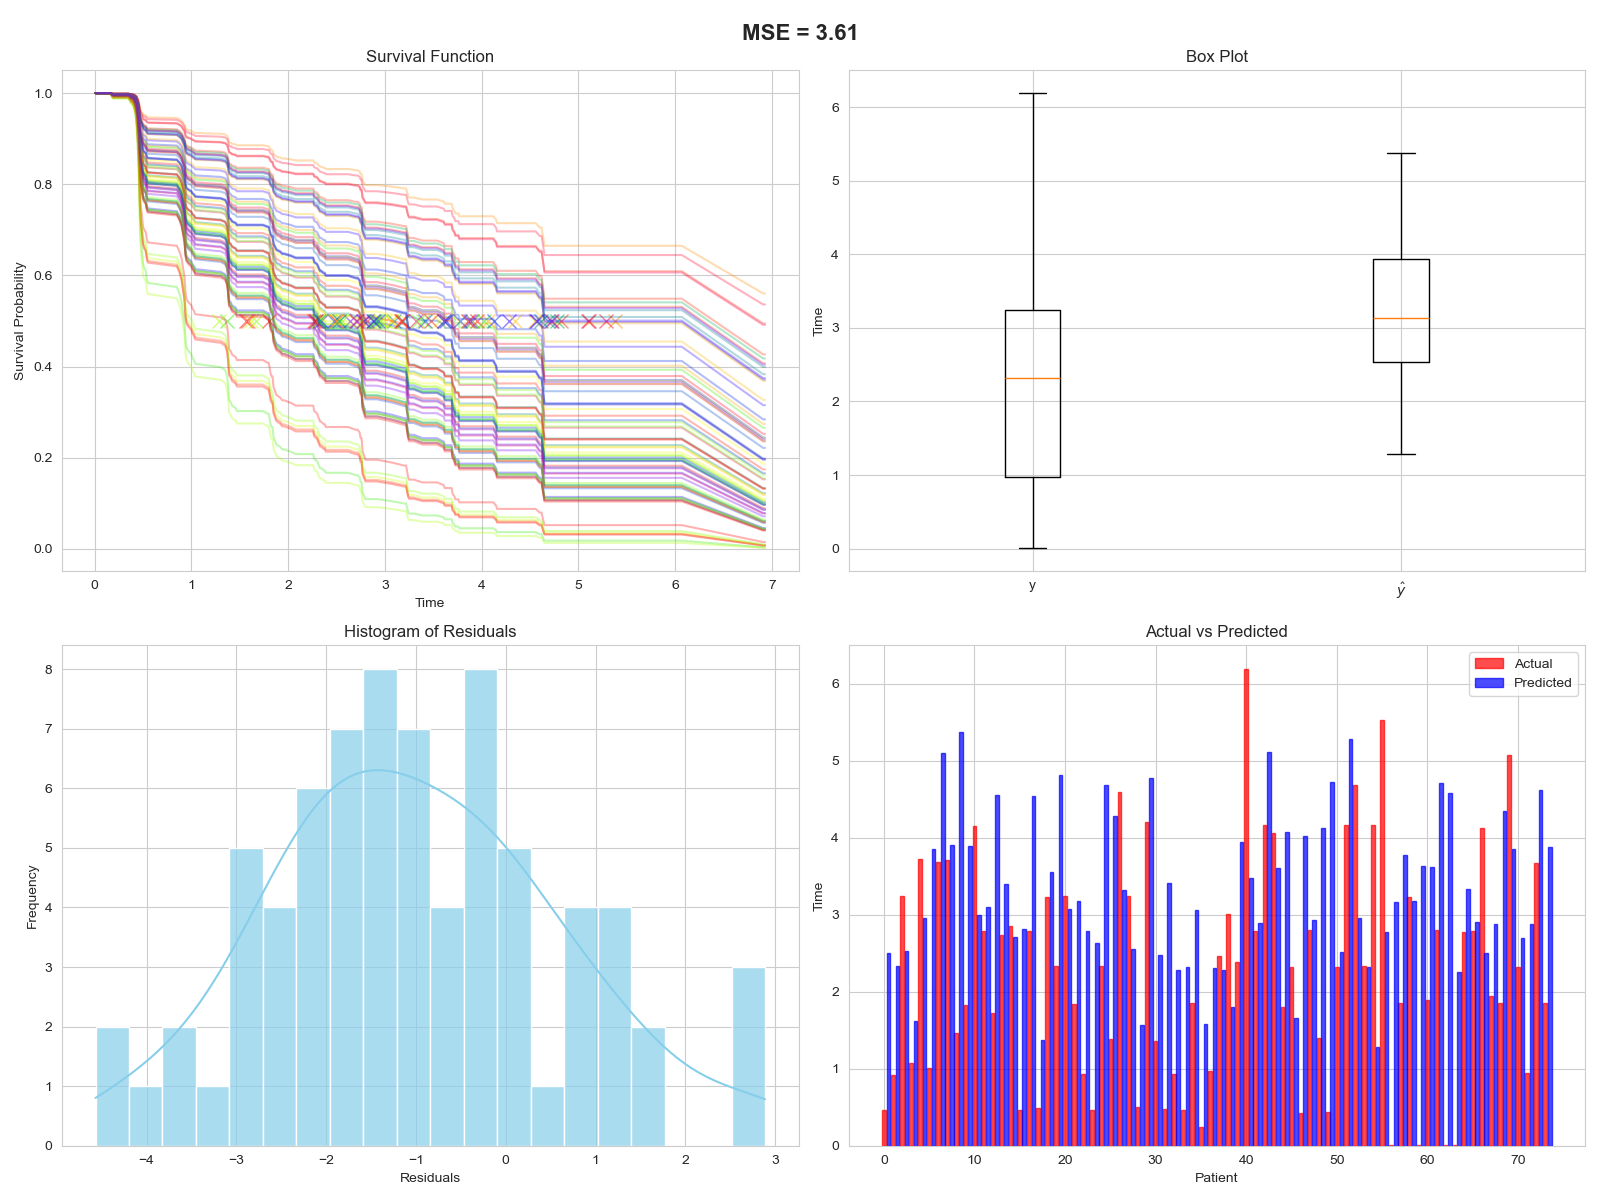 MSE = 3.61
Survival Function
Survival Probability
1.0
0.8
0.6
0.4
0.2
0.0
0 1 2 3 4 5 6 7
Time
Box Plot
Time
6
5
4
3
2
1
0
y ŷ
Histogram of Residuals
Frequency
8
7
6
5
4
3
2
1
0
−4 −3 −2 −1 0 1 2 3
Residuals
Actual vs Predicted
Actual
Predicted
Time
6
5
4
3
2
1
0
0 10 20 30 40 50 60 70
Patient